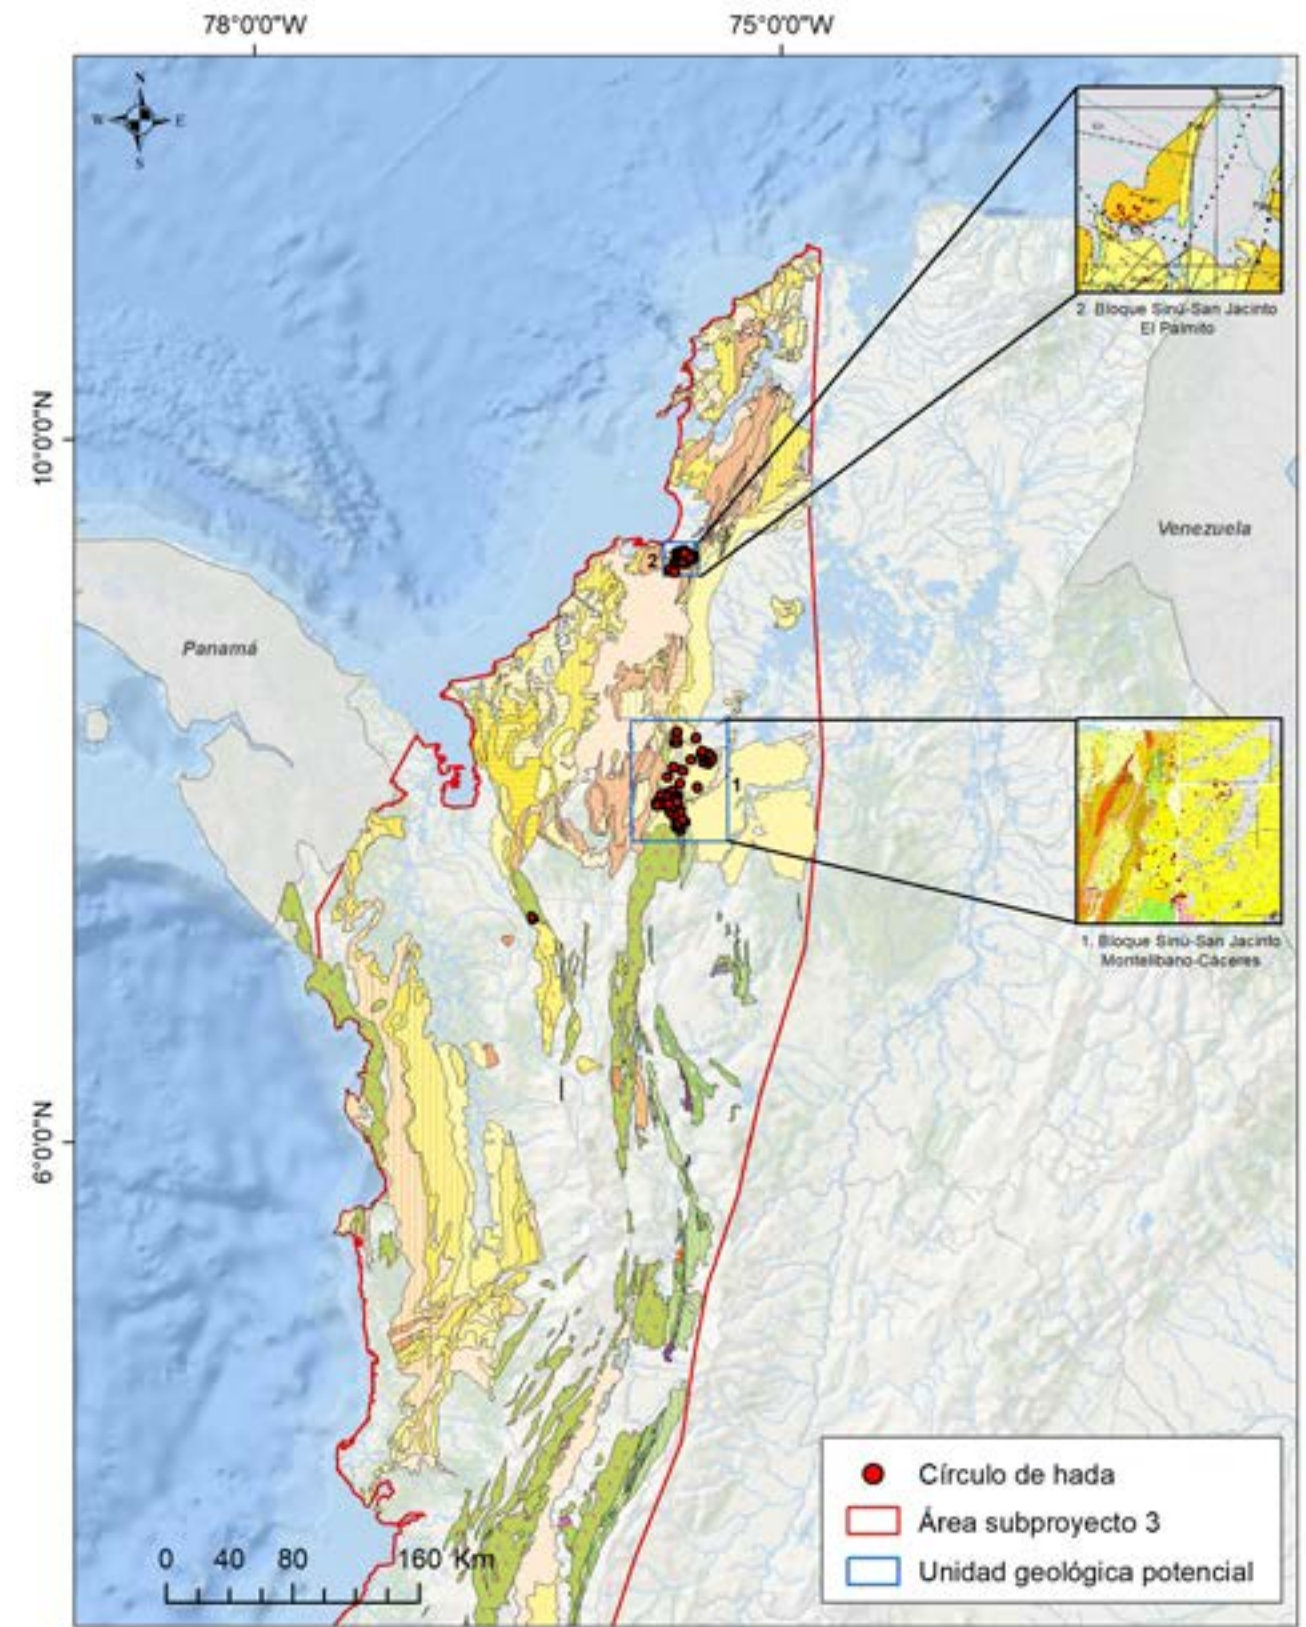 78°0'0"W
75°0'0"W
N
W
E
S
10°0'0"N
6°0'0"N
2. Bloque Sinú-San Jacinto
El Palmito
Venezuela
Panamá
2
1
1. Bloque Sinú-San Jacinto
Montelibano-Cáceres
Círculo de hada
Área subproyecto 3
Unidad geológica potencial
0 40 80 160 Km